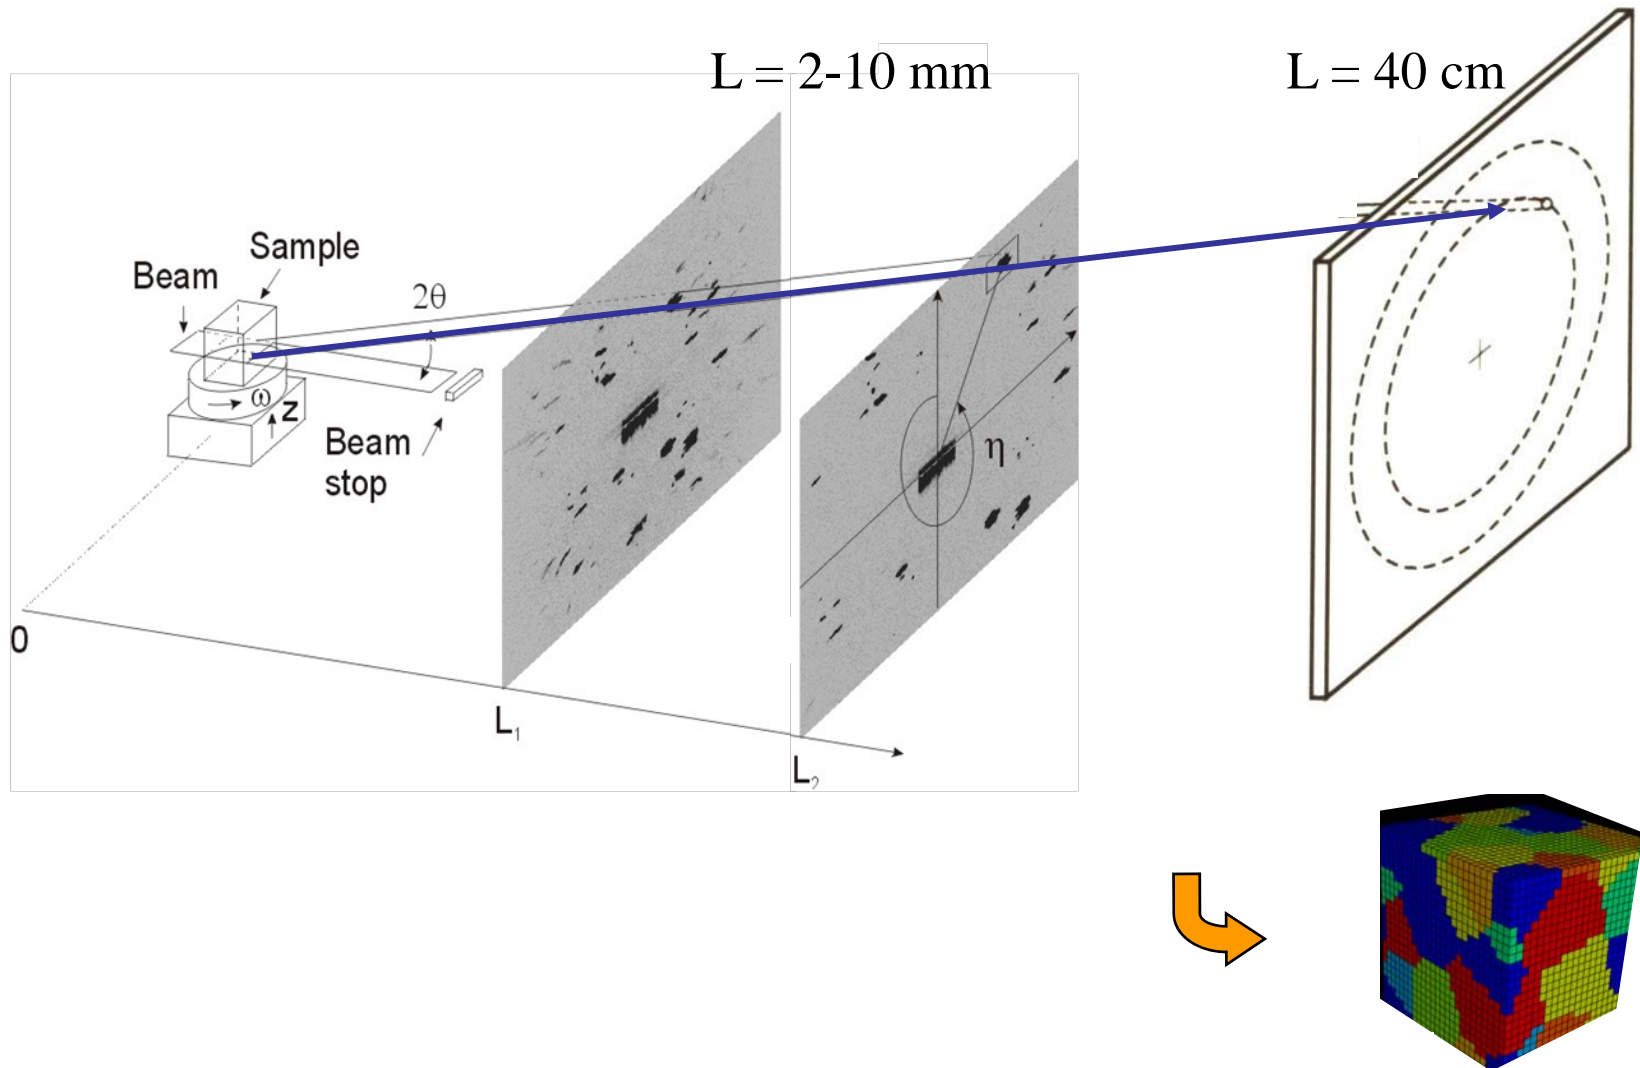 L = 2-10 mm
L = 40 cm
Sample
Beam
2θ
ω
Z
Beam
stop
η
0
L₁
L₂